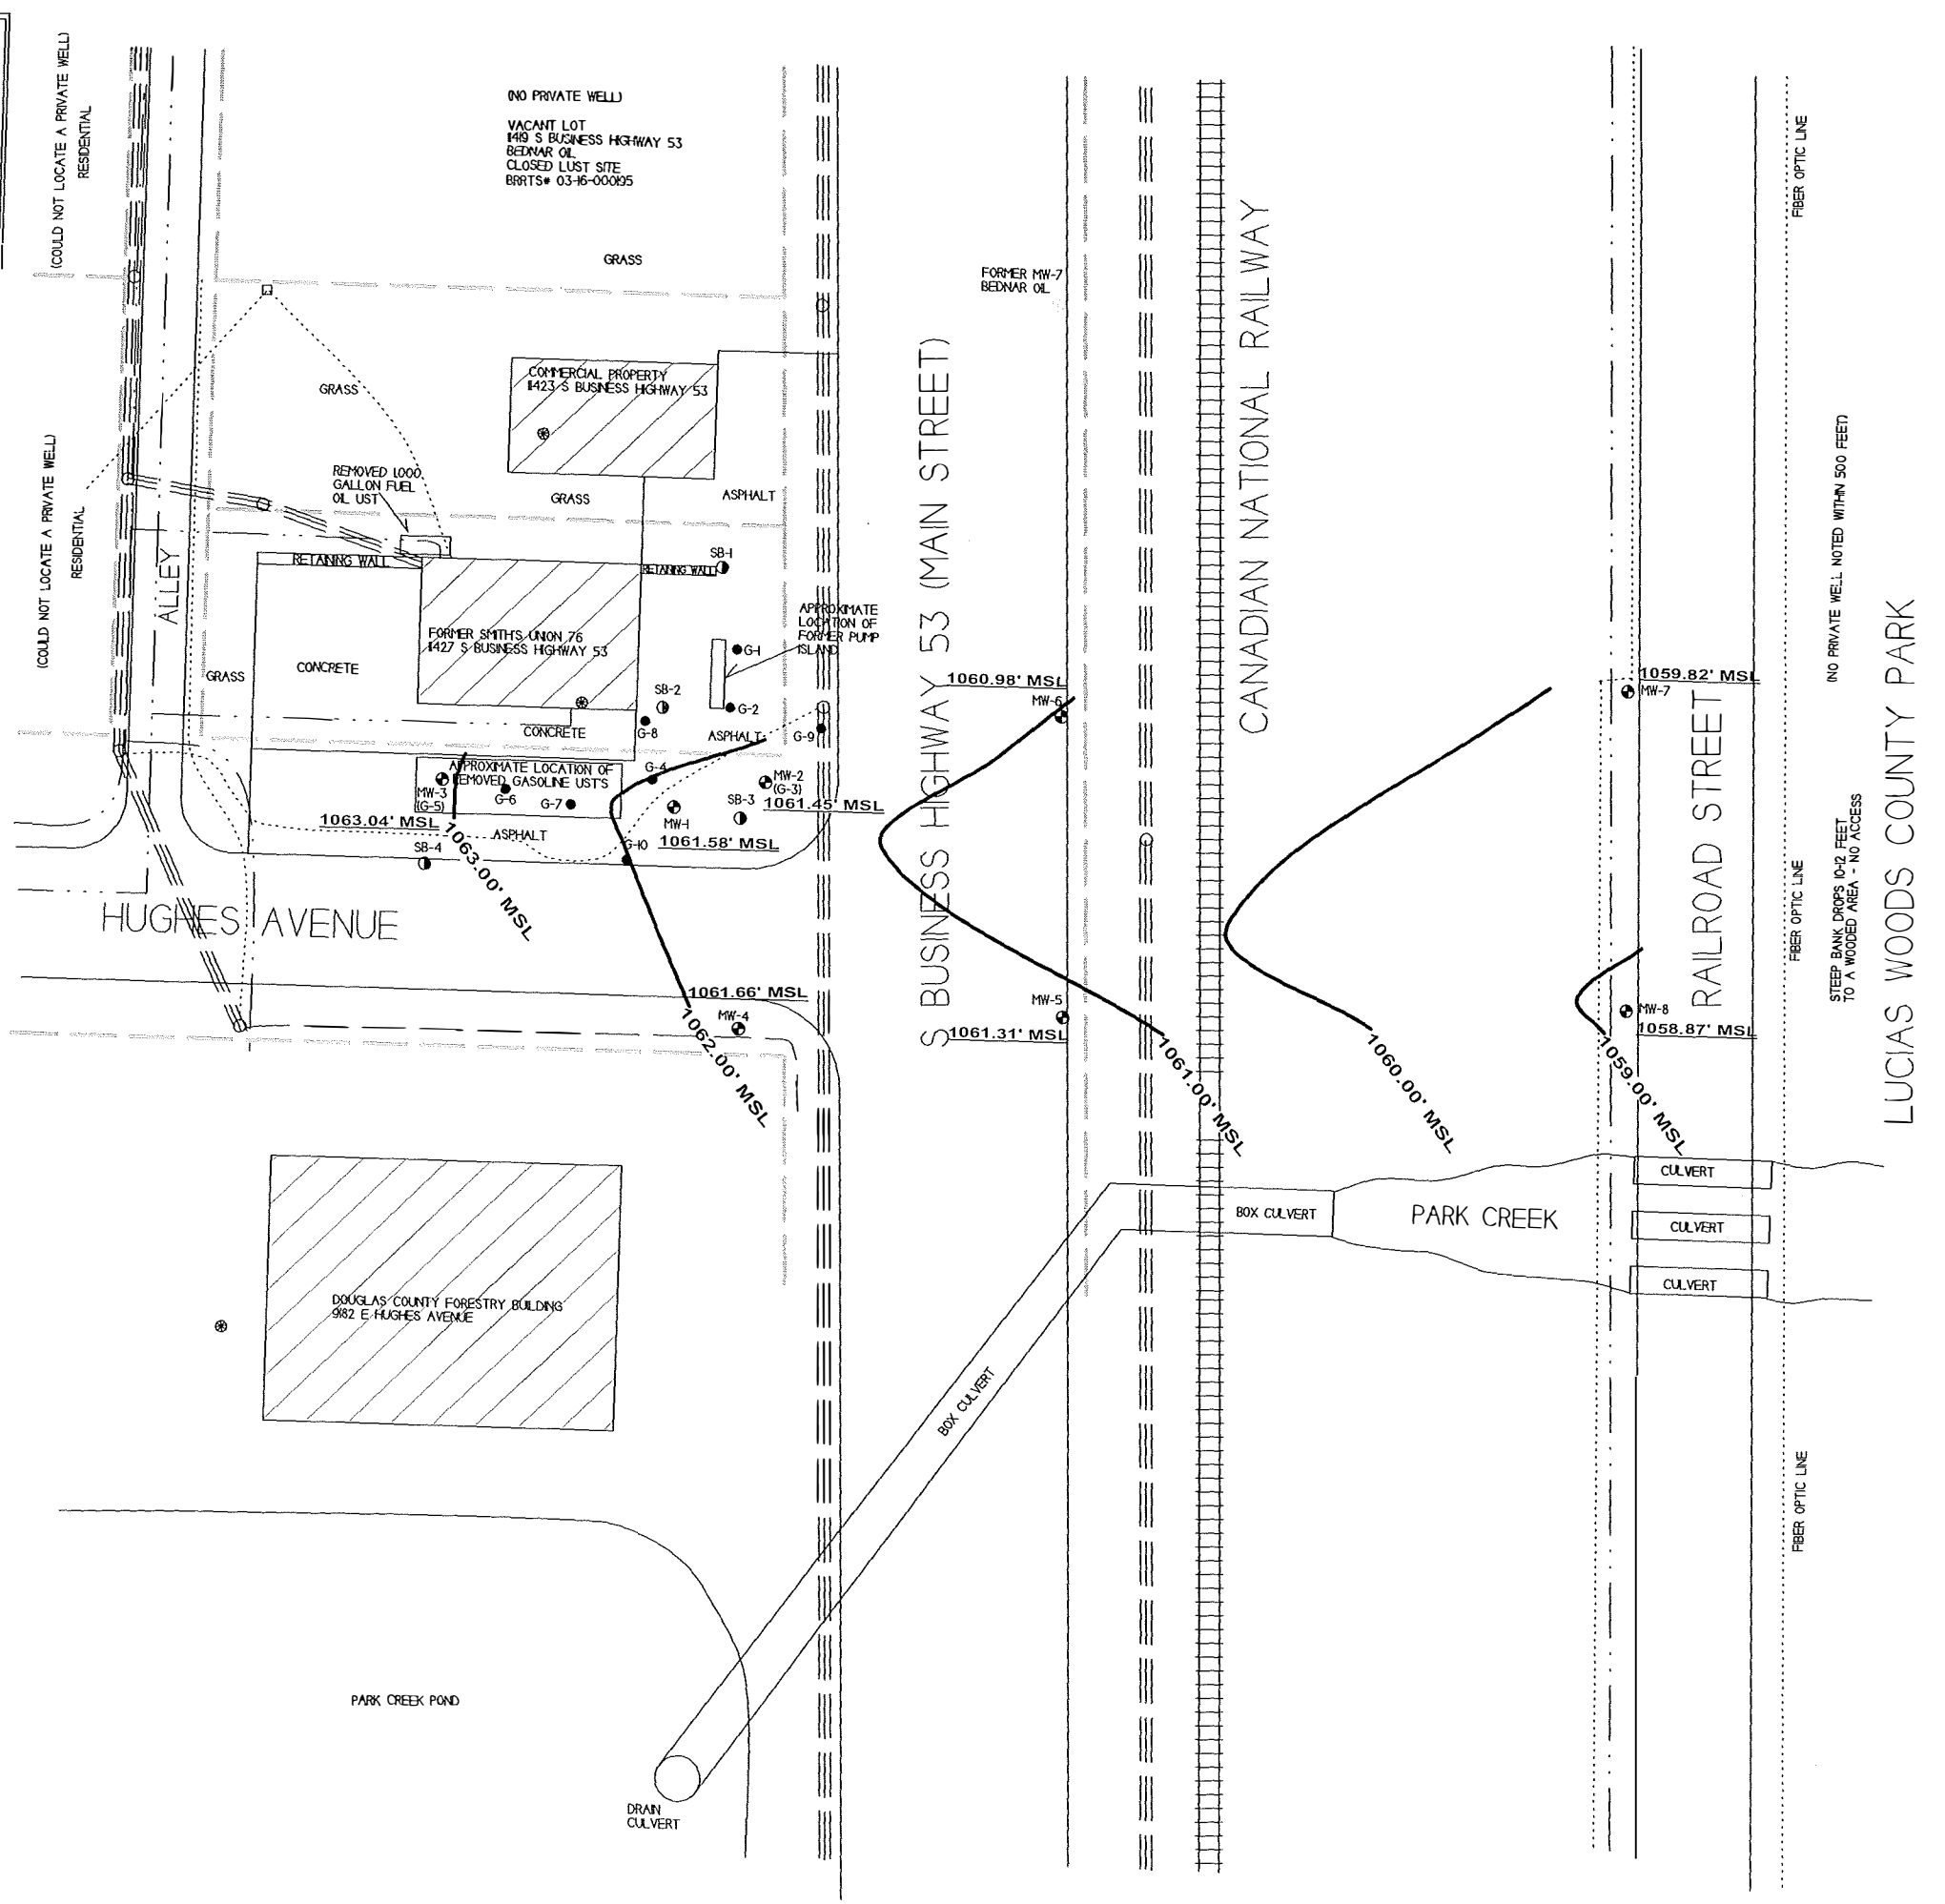 (COULD NOT LOCATE A PRIVATE WELL)
RESIDENTIAL
(NO PRIVATE WELL)
VACANT LOT
11419 S BUSINESS HIGHWAY 53
BEDNAR OIL
CLOSED LUST SITE
BRRTS# 03-16-000195
GRASS
FORMER MW-7
BEDNAR OIL
FIBER OPTIC LINE
CANADIAN NATIONAL RAILWAY
GRASS
COMMERCIAL PROPERTY
11423 S BUSINESS HIGHWAY 53
S BUSINESS HIGHWAY 53 (MAIN STREET)
(COULD NOT LOCATE A PRIVATE WELL)
RESIDENTIAL
REMOVED 1,000
GALLON FUEL
OIL UST
GRASS
ASPHALT
(NO PRIVATE WELL NOTED WITHIN 500 FEET)
ALLEY
RETAINING WALL
RETAINING WALL
SB-1
APPROXIMATE
LOCATION OF
FORMER PUMP
ISLAND
FORMER SMITH'S UNION 76
11427 S BUSINESS HIGHWAY 53
G-1
GRASS
CONCRETE
SB-2
G-2
G-8
CONCRETE
ASPHALT
G-9
1060.98' MSL
MW-6
1059.82' MSL
MW-7
RAILROAD STREET
LUCIAS WOODS COUNTY PARK
APPROXIMATE LOCATION OF
REMOVED GASOLINE UST'S
G-4
MW-3
(G-5)
G-6
G-7
MW-2
(G-3)
MW-1
SB-3
1061.45' MSL
1063.04' MSL
ASPHALT
G-10
1061.58' MSL
SB-4
1063.00' MSL
HUGHES AVENUE
FIBER OPTIC LINE
STEEP BANK DROPS 10-12 FEET
TO A WOODED AREA - NO ACCESS
1061.66' MSL
MW-4
1062.00' MSL
MW-5
1061.31' MSL
1061.00' MSL
1060.00' MSL
MW-8
1058.87' MSL
1059.00' MSL
CULVERT
BOX CULVERT
PARK CREEK
CULVERT
CULVERT
DOUGLAS COUNTY FORESTRY BUILDING
9182 E HUGHES AVENUE
BOX CULVERT
FIBER OPTIC LINE
PARK CREEK POND
DRAIN
CULVERT